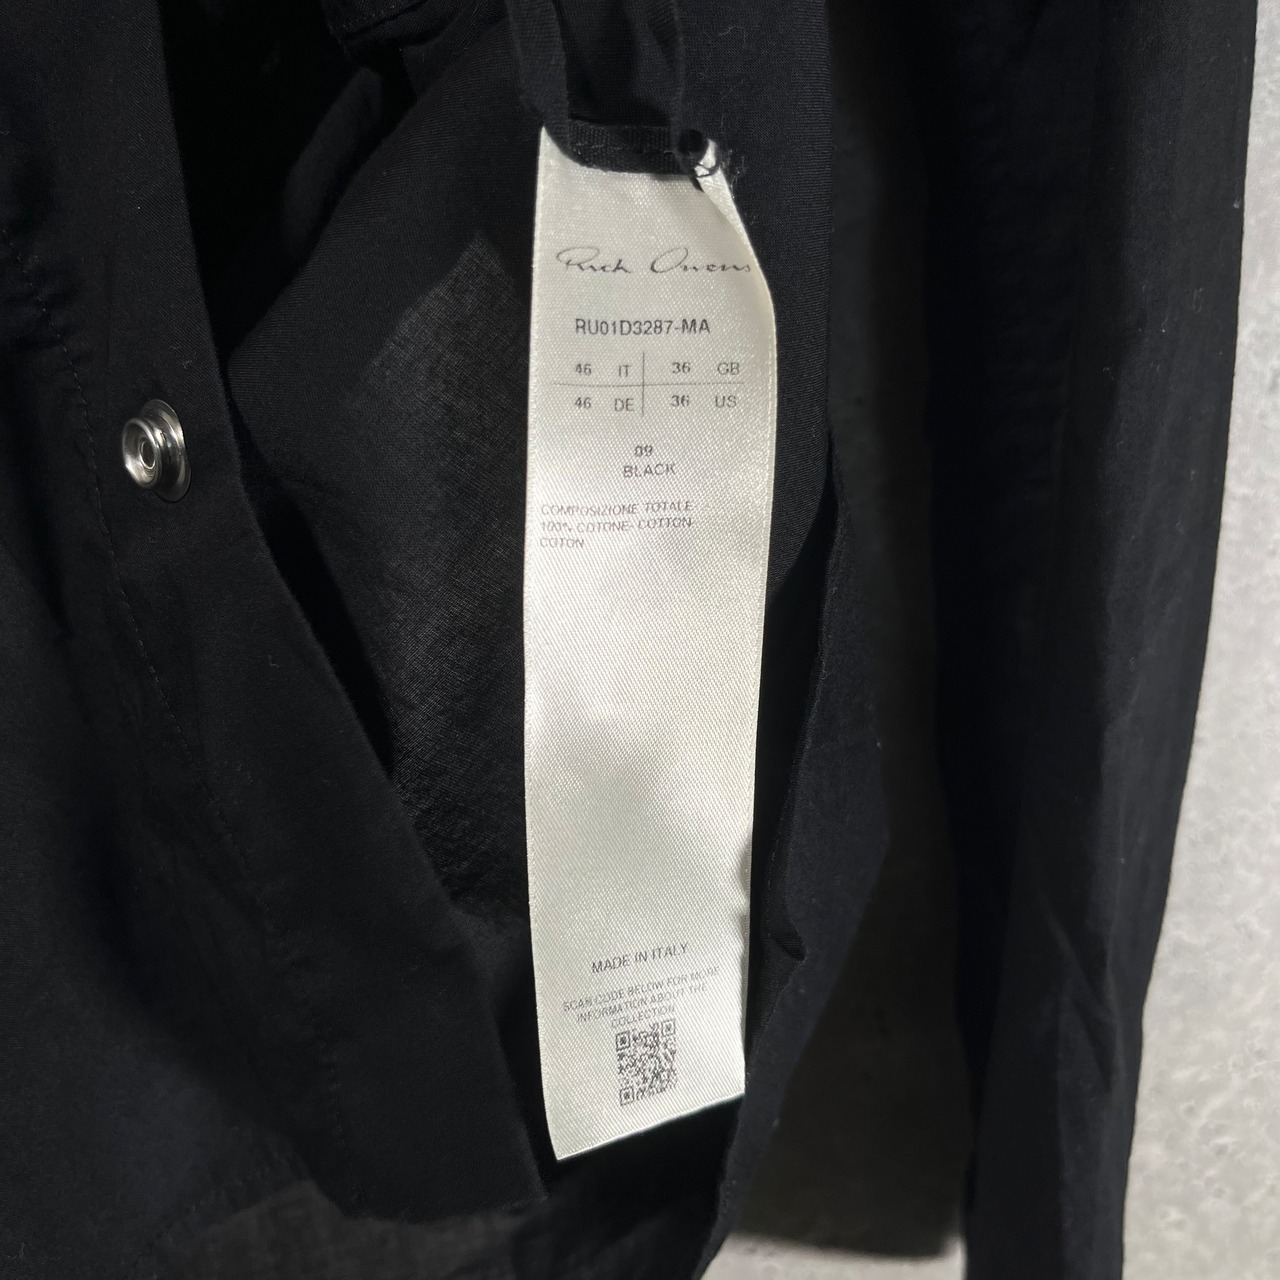 Rick Owens
RU01D3287-MA
46 IT 36 GB
46 DE 36 US
09
BLACK
COMPOSIZIONE TOTALE
100% COTONE- COTTON
COTON
MADE IN ITALY
SCAN CODE BELOW FOR MORE
INFORMATION ABOUT THE
COLLECTION